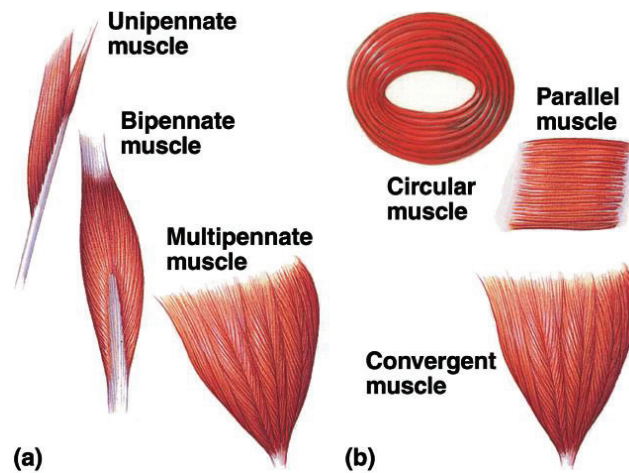 Unipennate
muscle
Bipennate
muscle
Multipennate
muscle
(a)
Parallel
muscle
Circular
muscle
Convergent
muscle
(b)